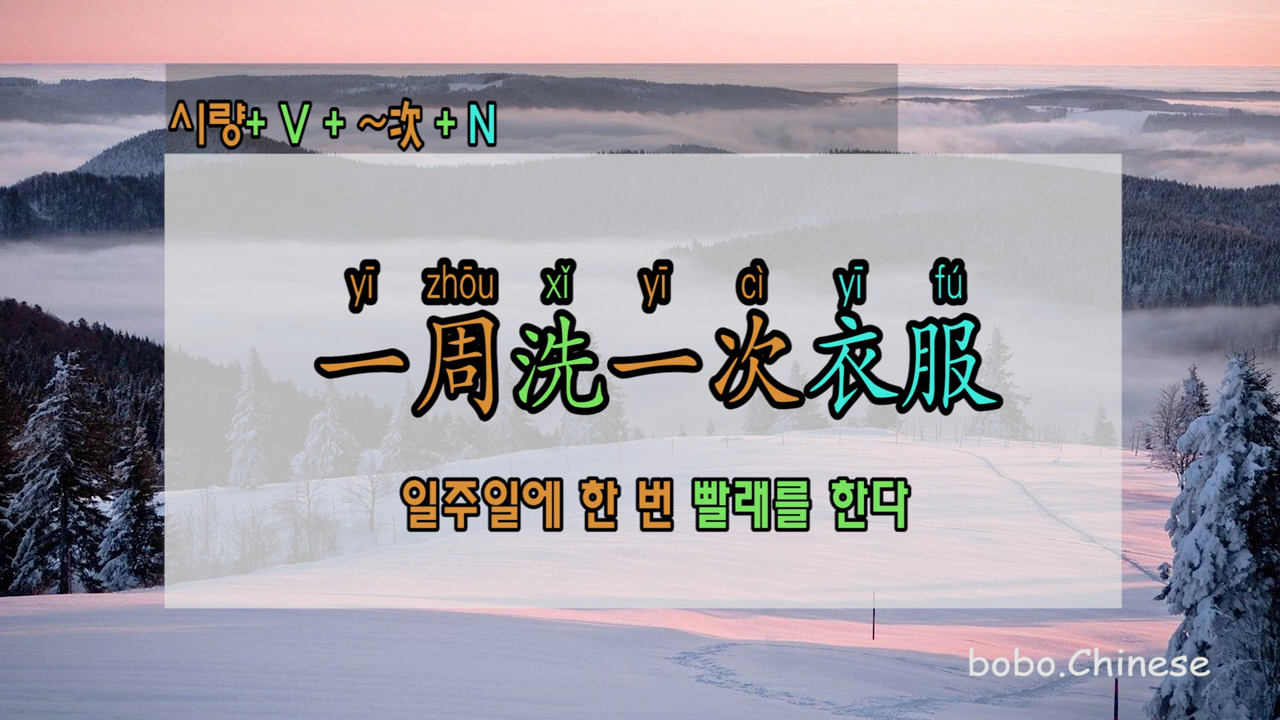 시량+ V + ~次 + N
yī zhōu xǐ yī cì yī fú
一周洗一次衣服
일주일에 한 번 빨래를 한다
bobo.Chinese